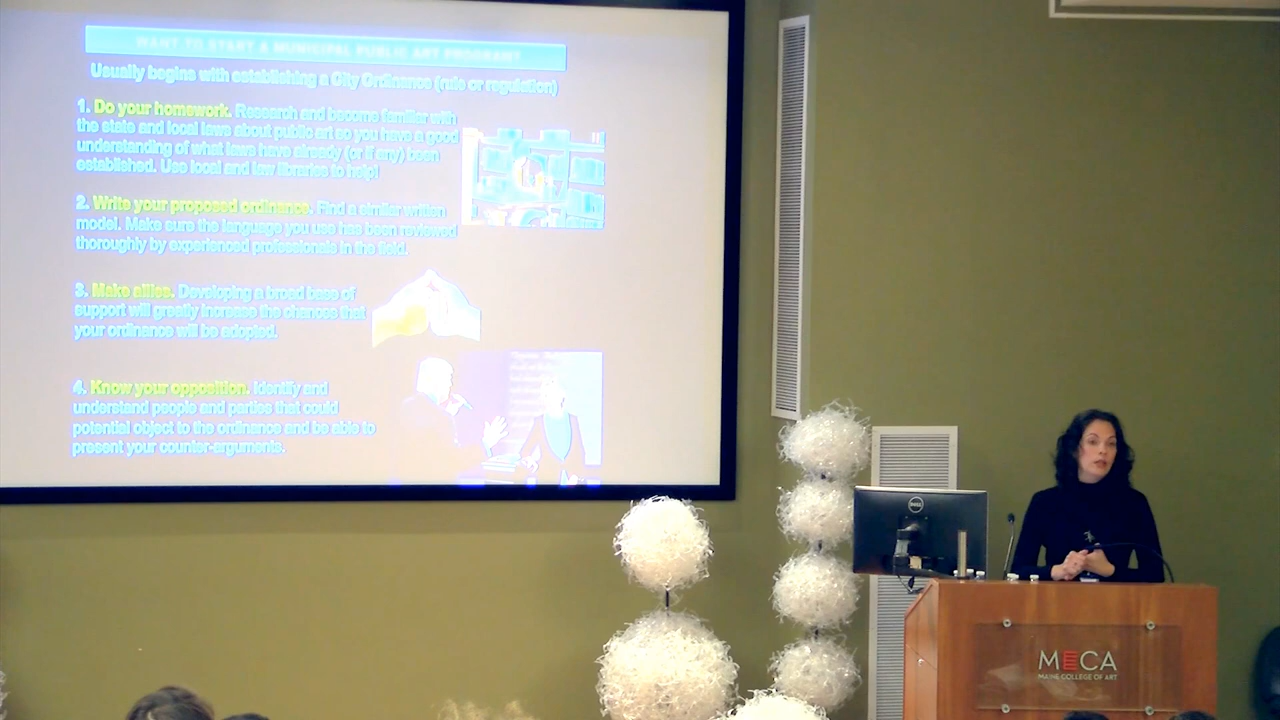 WANT TO START A MUNICIPAL PUBLIC ART PROGRAM?
Usually begins with establishing a City Ordinance (rule or regulation)
1. Do your homework. Research and become familiar with
the state and local laws about public art so you have a good
understanding of what laws have already (or if any) been
established. Use local and law libraries to help!
2. Write your proposed ordinance. Find a similar written
model. Make sure the language you use has been reviewed
thoroughly by experienced professionals in the field.
3. Make allies. Developing a broad base of
support will greatly increase the chances that
your ordinance will be adopted.
4. Know your opposition. Identify and
understand people and parties that could
potential object to the ordinance and be able to
present your counter-arguments.
DELL
MECA
MAINE COLLEGE OF ART